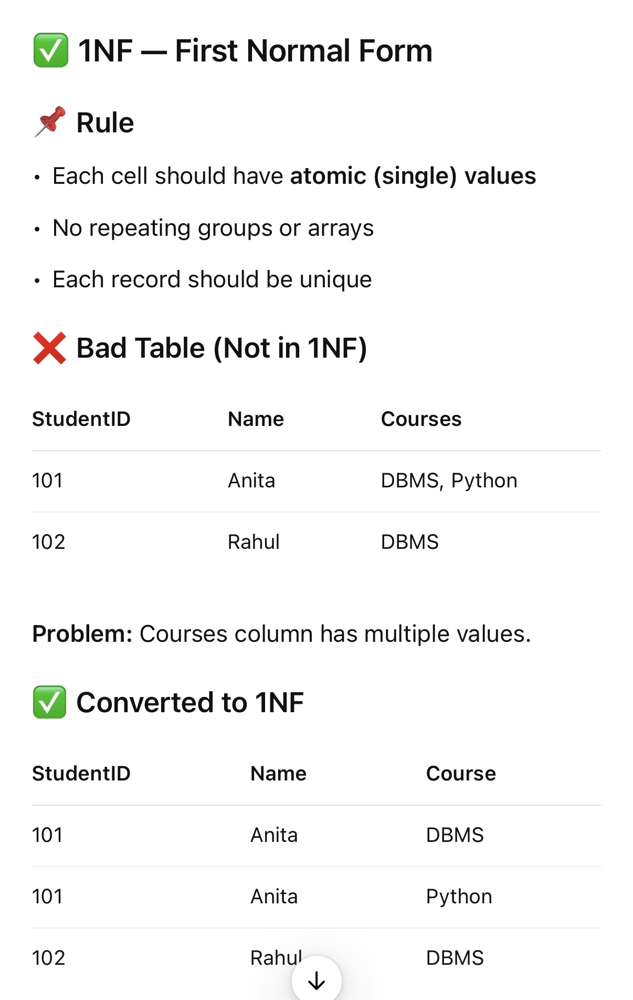 ✅ 1NF — First Normal Form
📌 Rule
• Each cell should have atomic (single) values
• No repeating groups or arrays
• Each record should be unique
❌ Bad Table (Not in 1NF)
StudentID Name Courses
101 Anita DBMS, Python
102 Rahul DBMS
Problem: Courses column has multiple values.
✅ Converted to 1NF
StudentID Name Course
101 Anita DBMS
101 Anita Python
102 Rahul DBMS